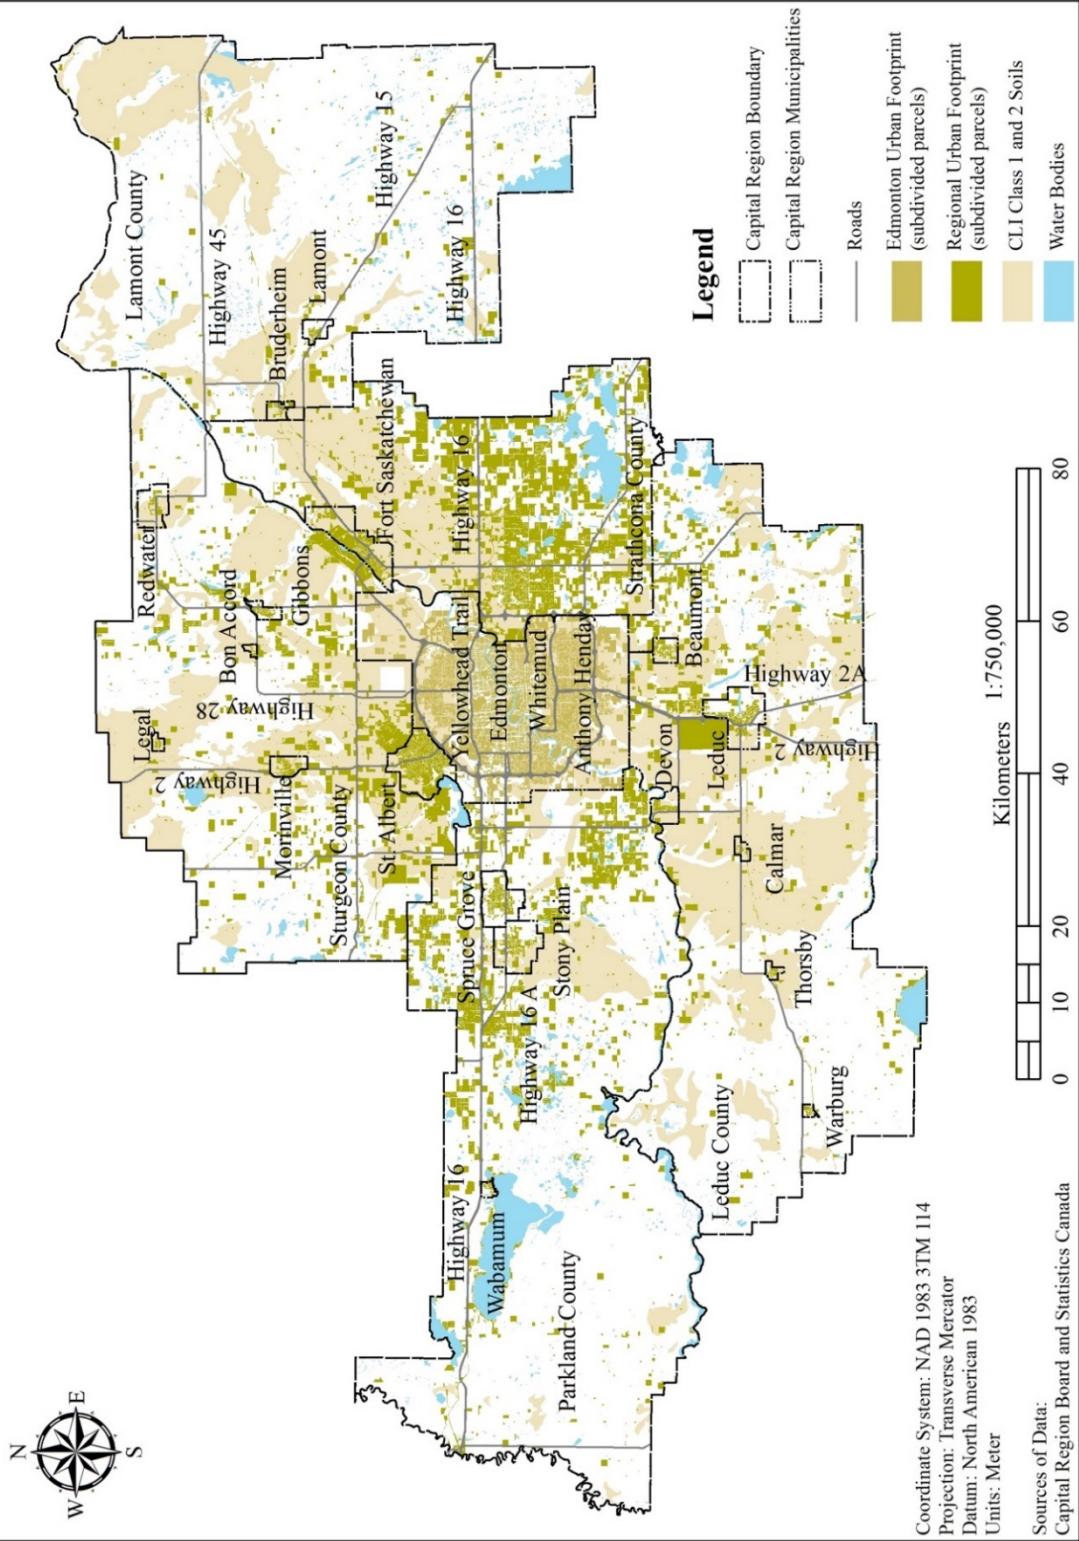 N
W
E
S
Lamont County
Highway 45
Redwater
Bruderheim
Lamont
Highway 15
Legal
Bon Accord
Gibbons
Highway 2
Highway 28
Morinville
Fort Saskatchewan
Highway 16
Sturgeon County
St. Albert
Highway 16
Highway 16
Spruce Grove
Yellowhead Trail
Edmonton
Wabamum
Highway 16 A
Stony Plain
Whitemud
Anthony Henday
Strathcona County
Parkland County
Devon
Beaumont
Leduc County
Leduc
Highway 2A
Calmar
Highway 2
Thorsby
Warburg
Legend
Capital Region Boundary
Capital Region Municipalities
Roads
Edmonton Urban Footprint
(subdivided parcels)
Regional Urban Footprint
(subdivided parcels)
CLI Class 1 and 2 Soils
Water Bodies
Coordinate System: NAD 1983 3TM 114
Projection: Transverse Mercator
Datum: North American 1983
Units: Meter
Sources of Data:
Capital Region Board and Statistics Canada
Kilometers 1:750,000
0 10 20 40 60 80